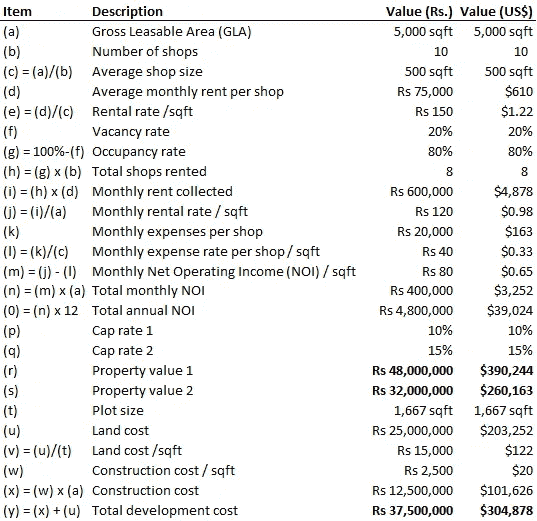 Item Description Value (Rs.) Value (US$)
(a) Gross Leasable Area (GLA) 5,000 sqft 5,000 sqft
(b) Number of shops 10 10
(c) = (a)/(b) Average shop size 500 sqft 500 sqft
(d) Average monthly rent per shop Rs 75,000 $610
(e) = (d)/(c) Rental rate /sqft Rs 150 $1.22
(f) Vacancy rate 20% 20%
(g) = 100%-(f) Occupancy rate 80% 80%
(h) = (g) x (b) Total shops rented 8 8
(i) = (h) x (d) Monthly rent collected Rs 600,000 $4,878
(j) = (i)/(a) Monthly rental rate / sqft Rs 120 $0.98
(k) Monthly expenses per shop Rs 20,000 $163
(l) = (k)/(c) Monthly expense rate per shop / sqft Rs 40 $0.33
(m) = (j) - (l) Monthly Net Operating Income (NOI) / sqft Rs 80 $0.65
(n) = (m) x (a) Total monthly NOI Rs 400,000 $3,252
(0) = (n) x 12 Total annual NOI Rs 4,800,000 $39,024
(p) Cap rate 1 10% 10%
(q) Cap rate 2 15% 15%
(r) Property value 1 Rs 48,000,000 $390,244
(s) Property value 2 Rs 32,000,000 $260,163
(t) Plot size 1,667 sqft 1,667 sqft
(u) Land cost Rs 25,000,000 $203,252
(v) = (u)/(t) Land cost /sqft Rs 15,000 $122
(w) Construction cost / sqft Rs 2,500 $20
(x) = (w) x (a) Construction cost Rs 12,500,000 $101,626
(y) = (x) + (u) Total development cost Rs 37,500,000 $304,878